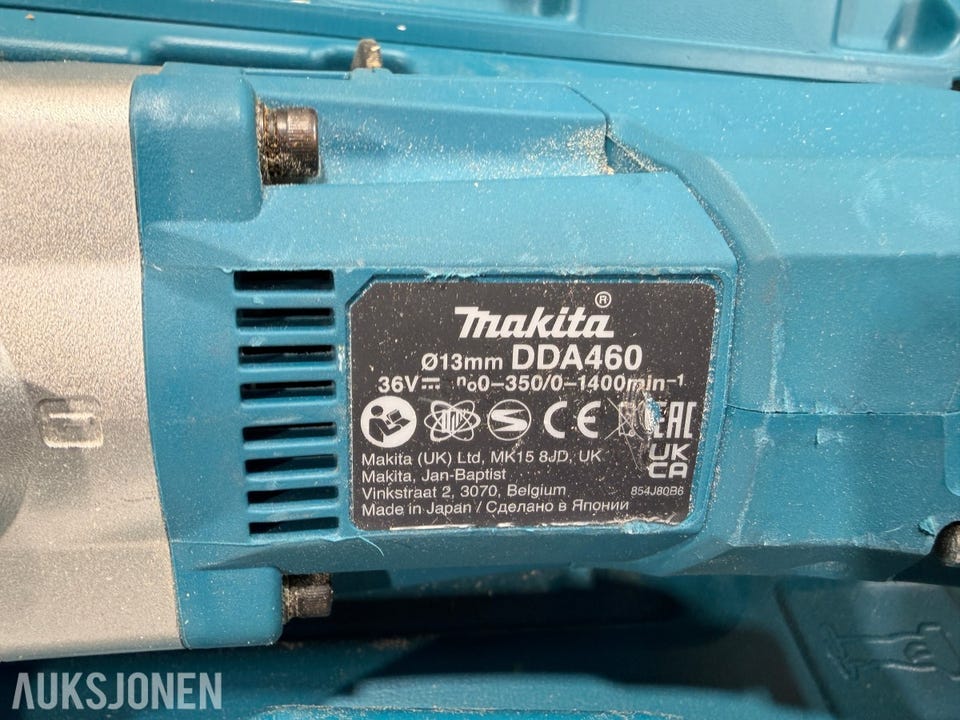 makita®
Ø13mm DDA460
36V⎓ n₀0–350/0–1400min⁻¹
CE EAC
UK
CA
Makita (UK) Ltd, MK15 8JD, UK
Makita, Jan-Baptist
Vinkstraat 2, 3070, Belgium 854J80B6
Made in Japan / Сделано в Японии
AUKSJONEN